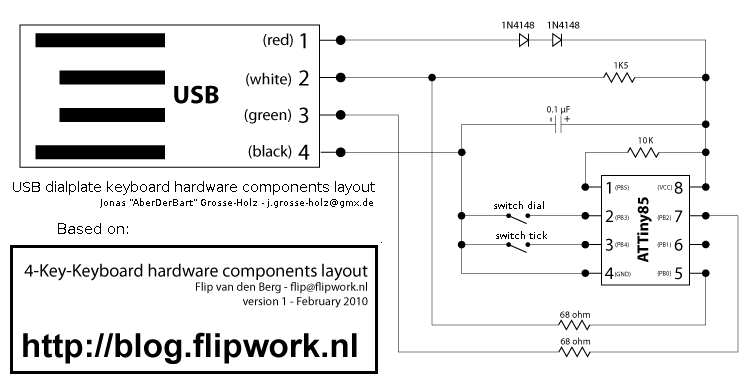 1N4148 1N4148
(red) 1
(white) 2
USB
(green) 3
(black) 4
1K5
0.1 µF
- +
10K
USB dialplate keyboard hardware components layout
Jonas "AberDerBart" Grosse-Holz - j.grosse-holz@gmx.de
Based on:
4-Key-Keyboard hardware components layout
Flip van den Berg - flip@flipwork.nl
version 1 - February 2010
http://blog.flipwork.nl
switch dial
switch tick
1 (PB5) (VCC) 8
2 (PB3) (PB2) 7
3 (PB4) (PB1) 6
4 (GND) (PB0) 5
ATTiny85
68 ohm
68 ohm